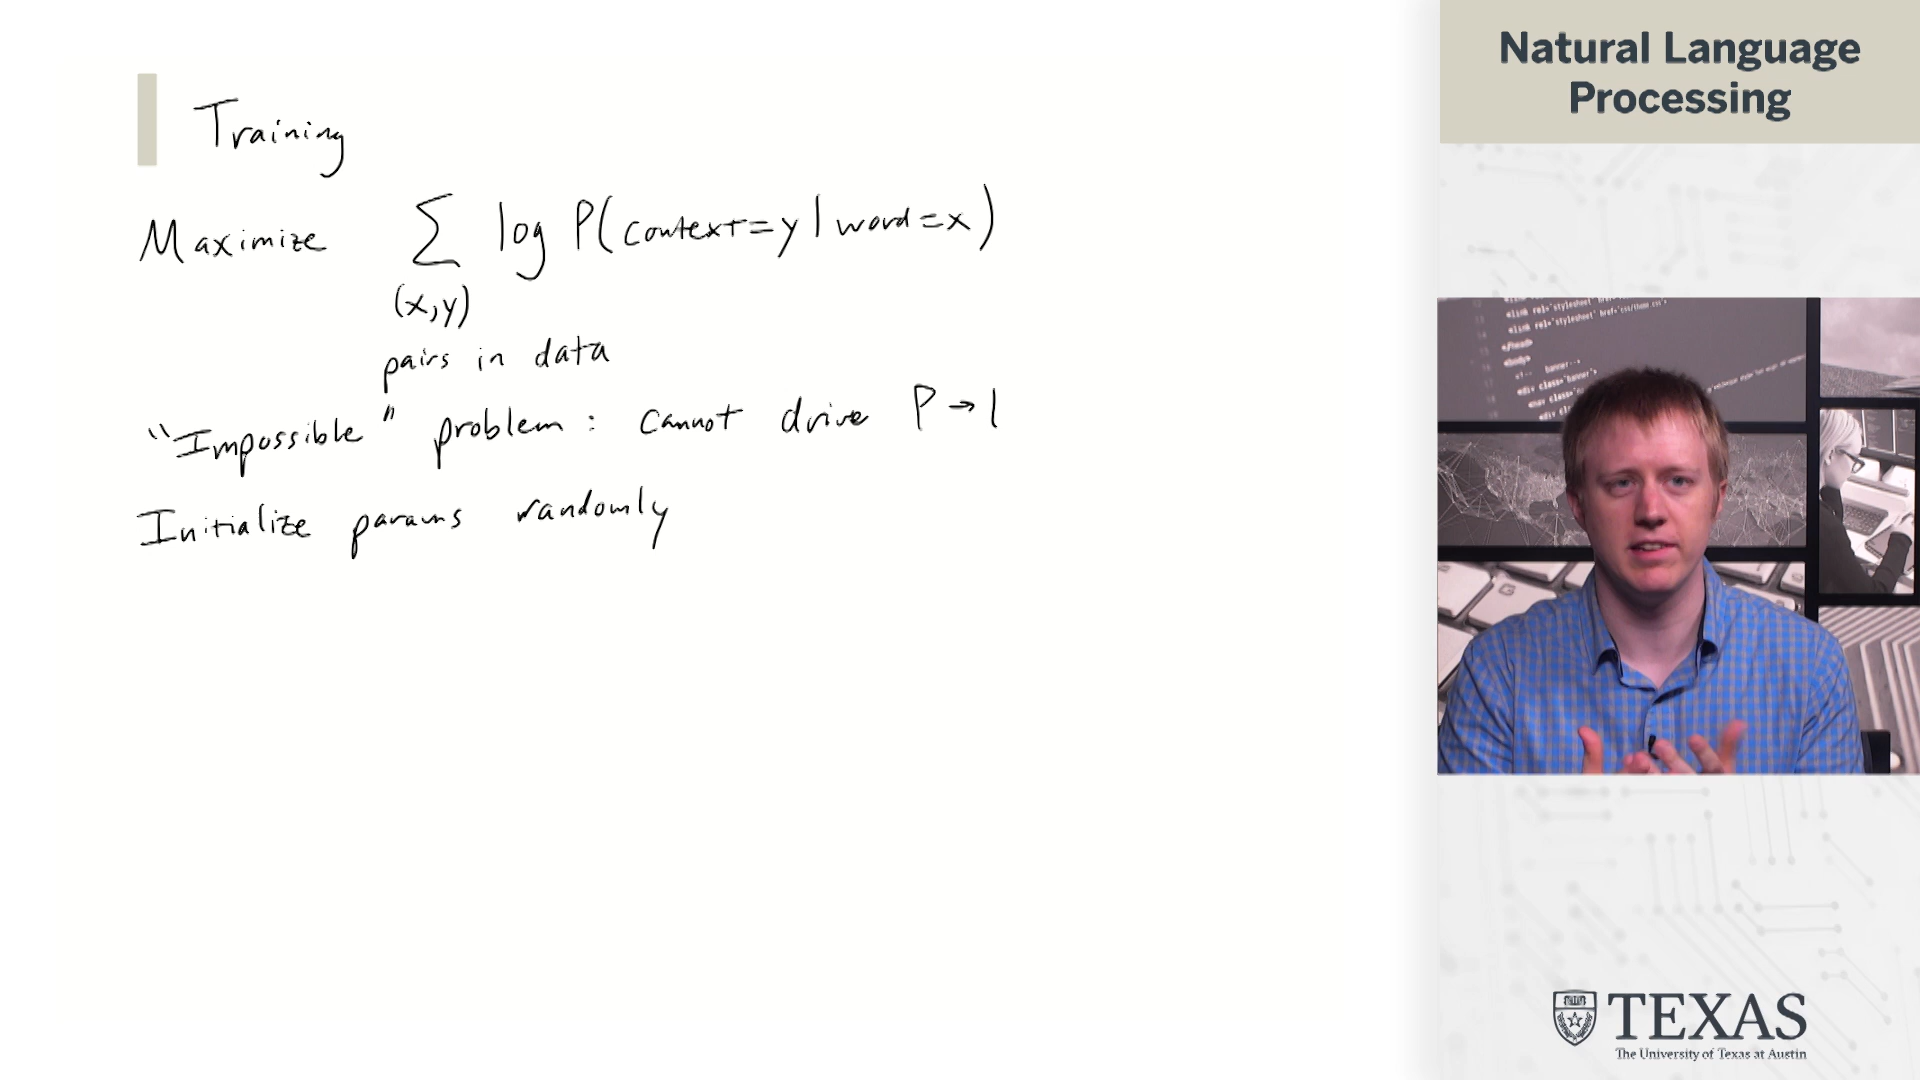 Training
Maximize ∑ log P(context=y | word=x)
(x,y)
pairs in data
"Impossible" problem: cannot drive P → 1
Initialize params randomly
Natural Language
Processing
TEXAS
The University of Texas at Austin